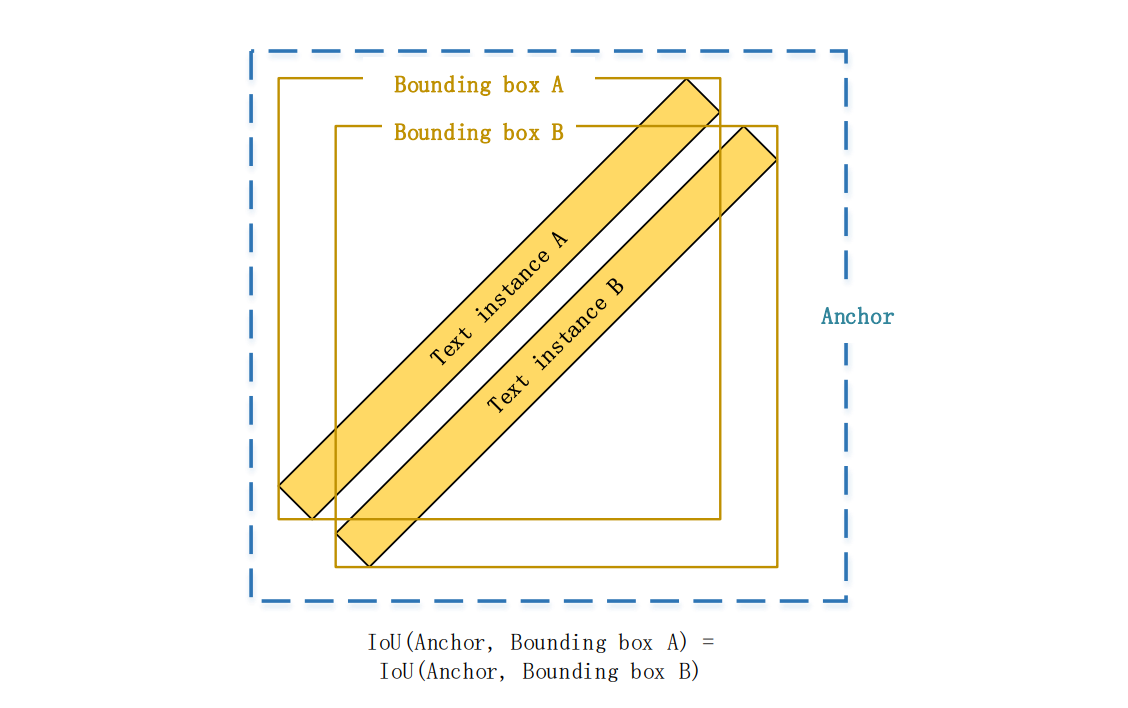 Bounding box A
Bounding box B
Text instance A
Text instance B
Anchor
IoU(Anchor, Bounding box A) =
IoU(Anchor, Bounding box B)